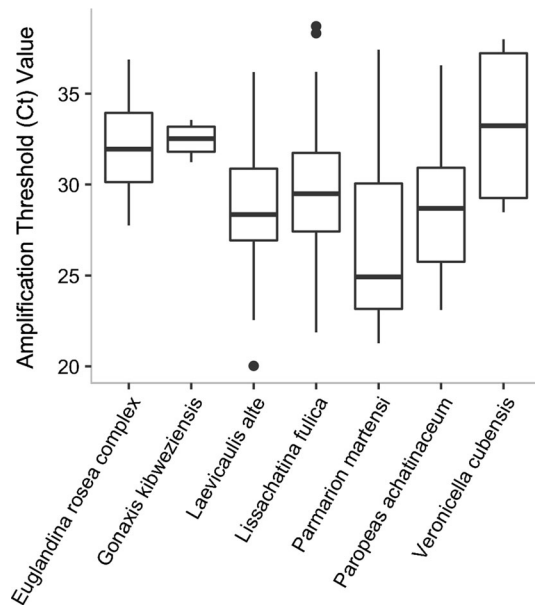 Amplification Threshold (Ct) Value
35
30
25
20
Euglandina rosea complex
Gonaxis kibweziensis
Laevicaulis alte
Lissachatina fulica
Parmarion martensi
Paropeas achatinaceum
Veronicella cubensis